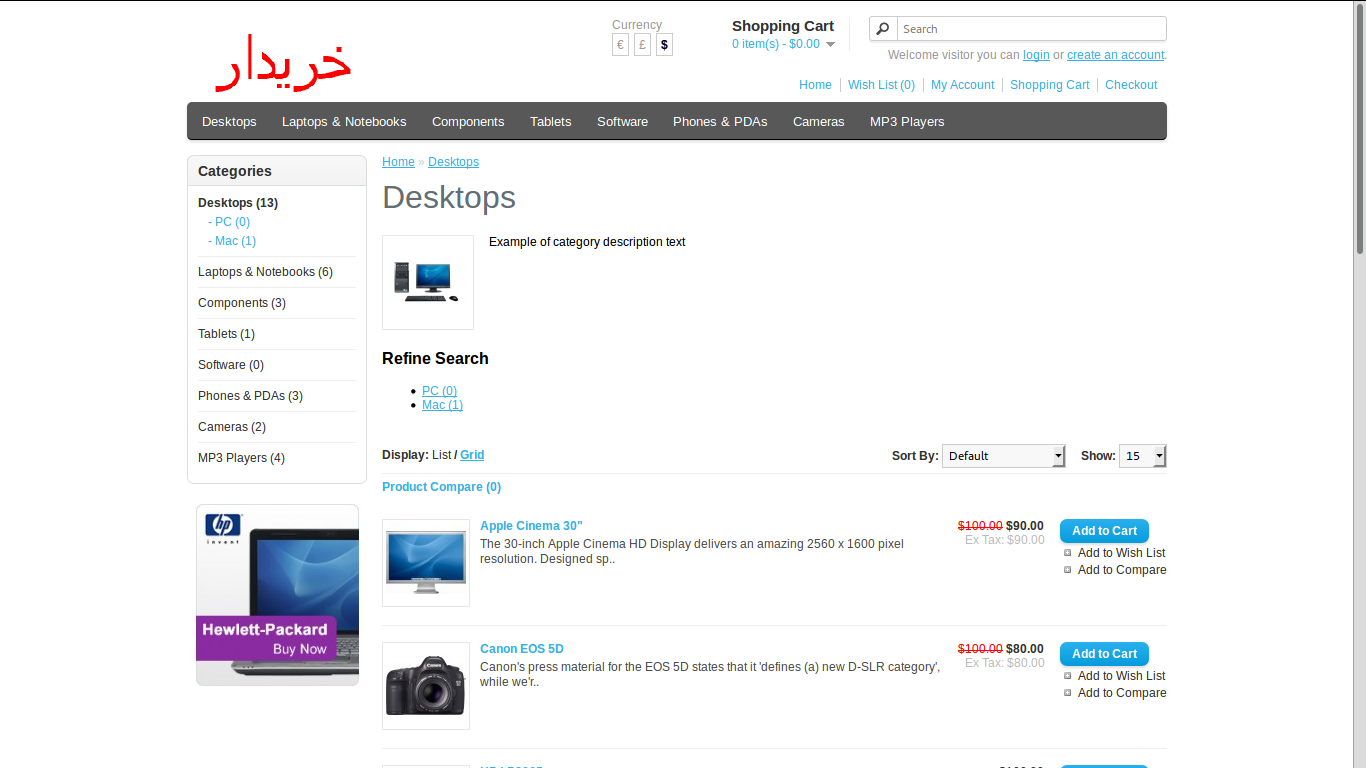 خریدار
Currency
€ £ $
Shopping Cart
0 item(s) - $0.00
Search
Welcome visitor you can login or create an account.
Home
Wish List (0)
My Account
Shopping Cart
Checkout
Desktops
Laptops & Notebooks
Components
Tablets
Software
Phones & PDAs
Cameras
MP3 Players
Categories
Desktops (13)
- PC (0)
- Mac (1)
Laptops & Notebooks (6)
Components (3)
Tablets (1)
Software (0)
Phones & PDAs (3)
Cameras (2)
MP3 Players (4)
hp
invent
Hewlett-Packard
Buy Now
Home » Desktops
Desktops
Example of category description text
Refine Search
PC (0)
Mac (1)
Display: List / Grid
Sort By: Default
Show: 15
Product Compare (0)
Apple Cinema 30"
The 30-inch Apple Cinema HD Display delivers an amazing 2560 x 1600 pixel
resolution. Designed sp..
$100.00 $90.00
Ex Tax: $90.00
Add to Cart
Add to Wish List
Add to Compare
Canon
Canon EOS 5D
Canon's press material for the EOS 5D states that it 'defines (a) new D-SLR category',
while we'r..
$100.00 $80.00
Ex Tax: $80.00
Add to Cart
Add to Wish List
Add to Compare